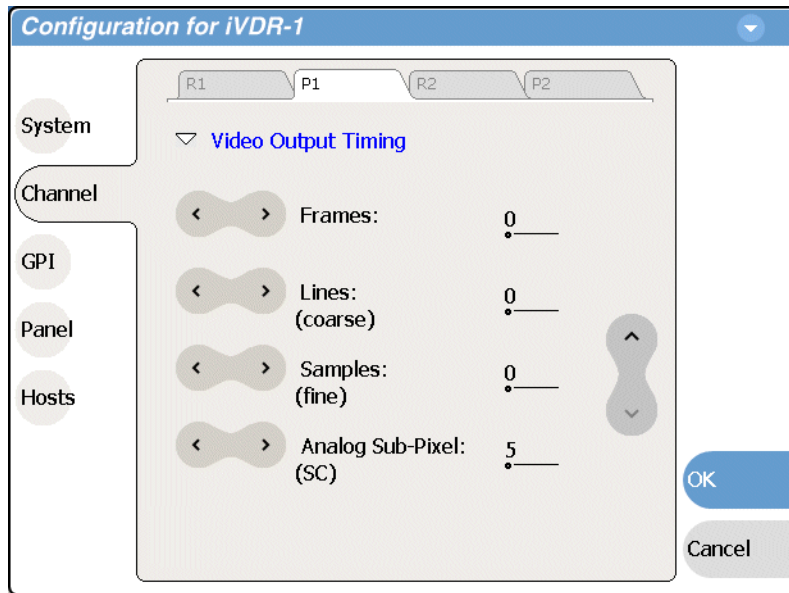 Configuration for iVDR-1
R1 P1 R2 P2
System
Channel
GPI
Panel
Hosts
Video Output Timing
Frames: 0
Lines: 0
(coarse)
Samples: 0
(fine)
Analog Sub-Pixel: 5
(SC)
OK
Cancel